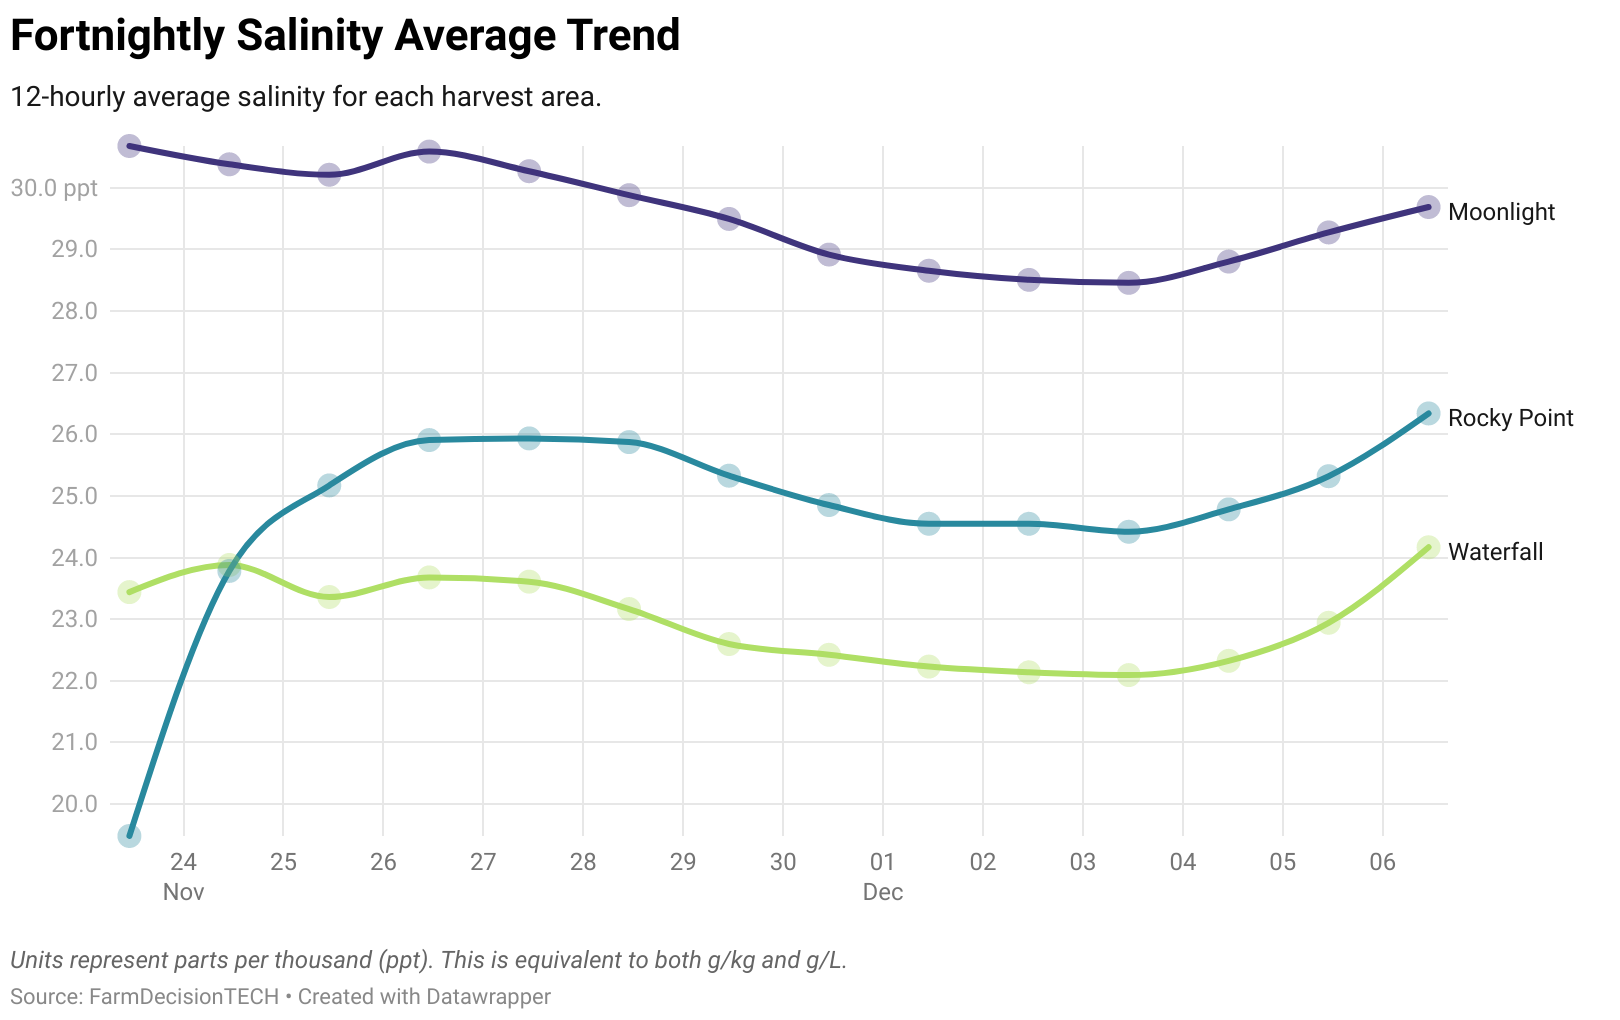 Fortnightly Salinity Average Trend
12-hourly average salinity for each harvest area.
30.0 ppt
29.0
28.0
27.0
26.0
25.0
24.0
23.0
22.0
21.0
20.0
Moonlight
Rocky Point
Waterfall
24 25 26 27 28 29 30 01 02 03 04 05 06
Nov Dec
Units represent parts per thousand (ppt). This is equivalent to both g/kg and g/L.
Source: FarmDecisionTECH • Created with Datawrapper